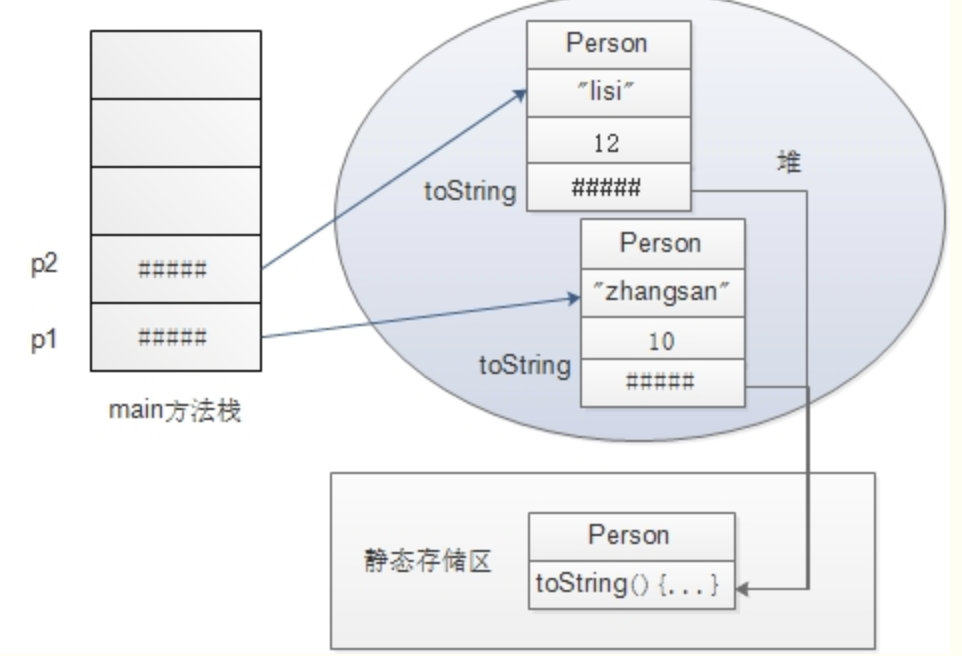 Person
"lisi"
12
toString
#####
堆
p2
#####
Person
"zhangsan"
p1
#####
10
toString
#####
main方法栈
静态存储区
Person
toString() {...}